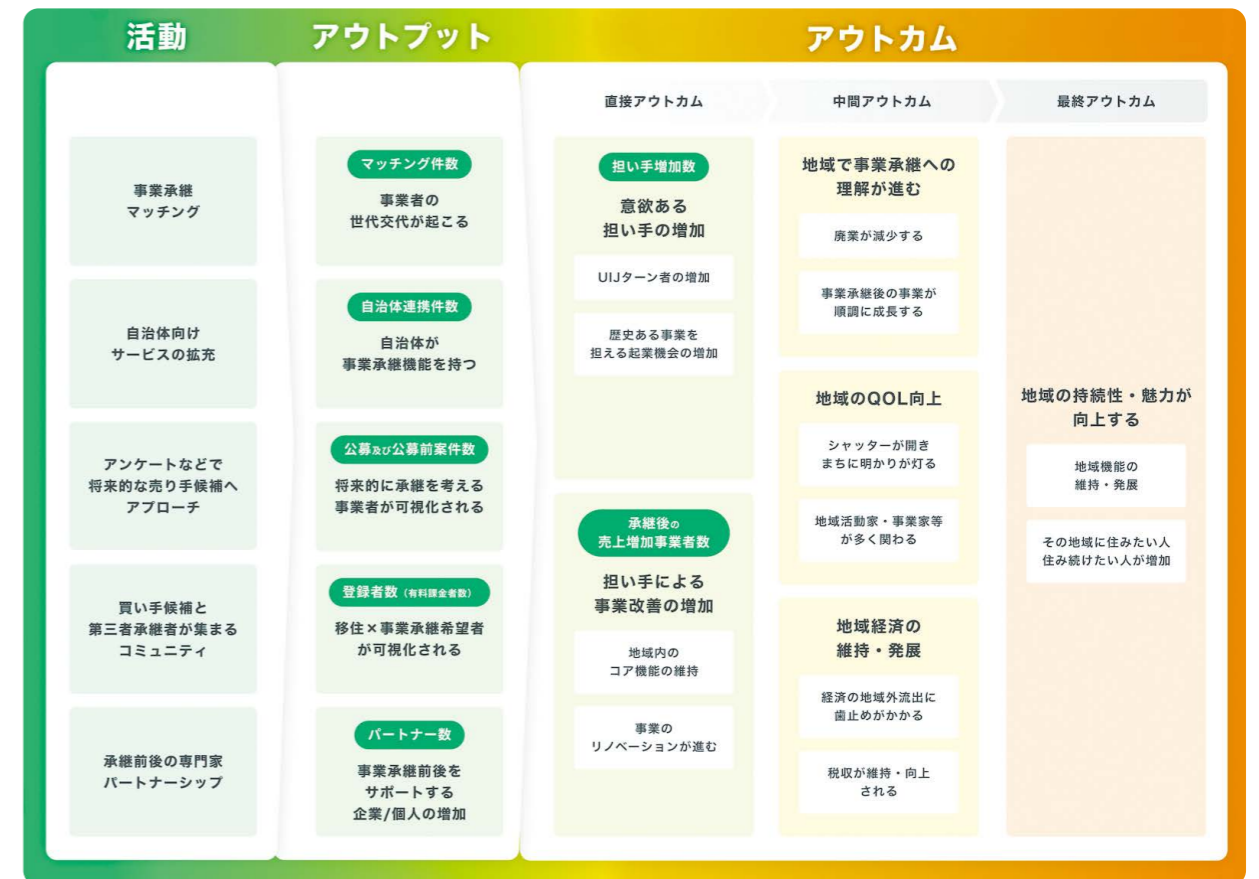 活動
アウトプット
アウトカム
直接アウトカム
中間アウトカム
最終アウトカム
事業承継
マッチング
自治体向け
サービスの拡充
アンケートなどで
将来的な売り手候補へ
アプローチ
買い手候補と
第三者承継者が集まる
コミュニティ
承継前後の専門家
パートナーシップ
マッチング件数
事業者の
世代交代が起こる
自治体連携件数
自治体が
事業承継機能を持つ
公募及び公募前案件数
将来的に承継を考える
事業者が可視化される
登録者数（有料課金者数）
移住×事業承継希望者
が可視化される
パートナー数
事業承継前後を
サポートする
企業/個人の増加
担い手増加数
意欲ある
担い手の増加
UIJターン者の増加
歴史ある事業を
担える起業機会の増加
承継後の
売上増加事業者数
担い手による
事業改善の増加
地域内の
コア機能の維持
事業の
リノベーションが進む
地域で事業承継への
理解が進む
廃業が減少する
事業承継後の事業が
順調に成長する
地域のQOL向上
シャッターが開き
まちに明かりが灯る
地域活動家・事業家等
が多く関わる
地域経済の
維持・発展
経済の地域外流出に
歯止めがかかる
税収が維持・向上
される
地域の持続性・魅力が
向上する
地域機能の
維持・発展
その地域に住みたい人
住み続けたい人が増加